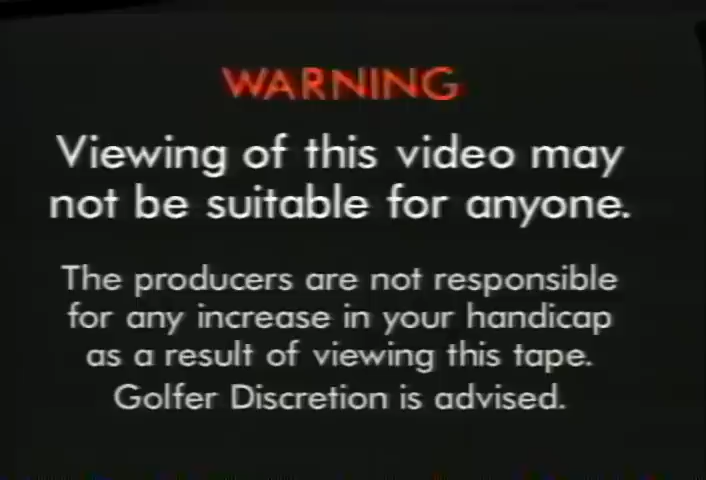 WARNING
Viewing of this video may
not be suitable for anyone.
The producers are not responsible
for any increase in your handicap
as a result of viewing this tape.
Golfer Discretion is advised.